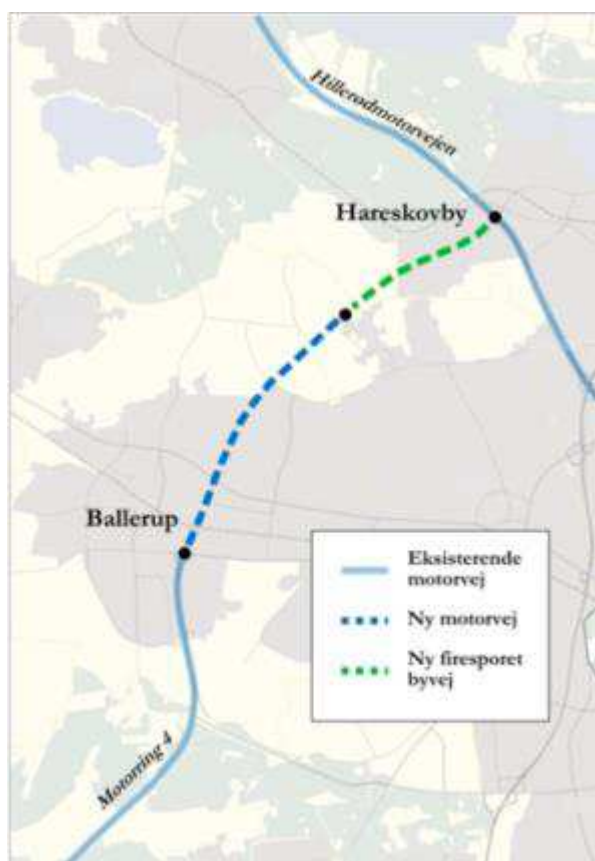 Hillerødmotorvejen
Hareskovby
Ballerup
Eksisterende
motorvej
Ny motorvej
Ny firesporet
byvej
Motorring 4